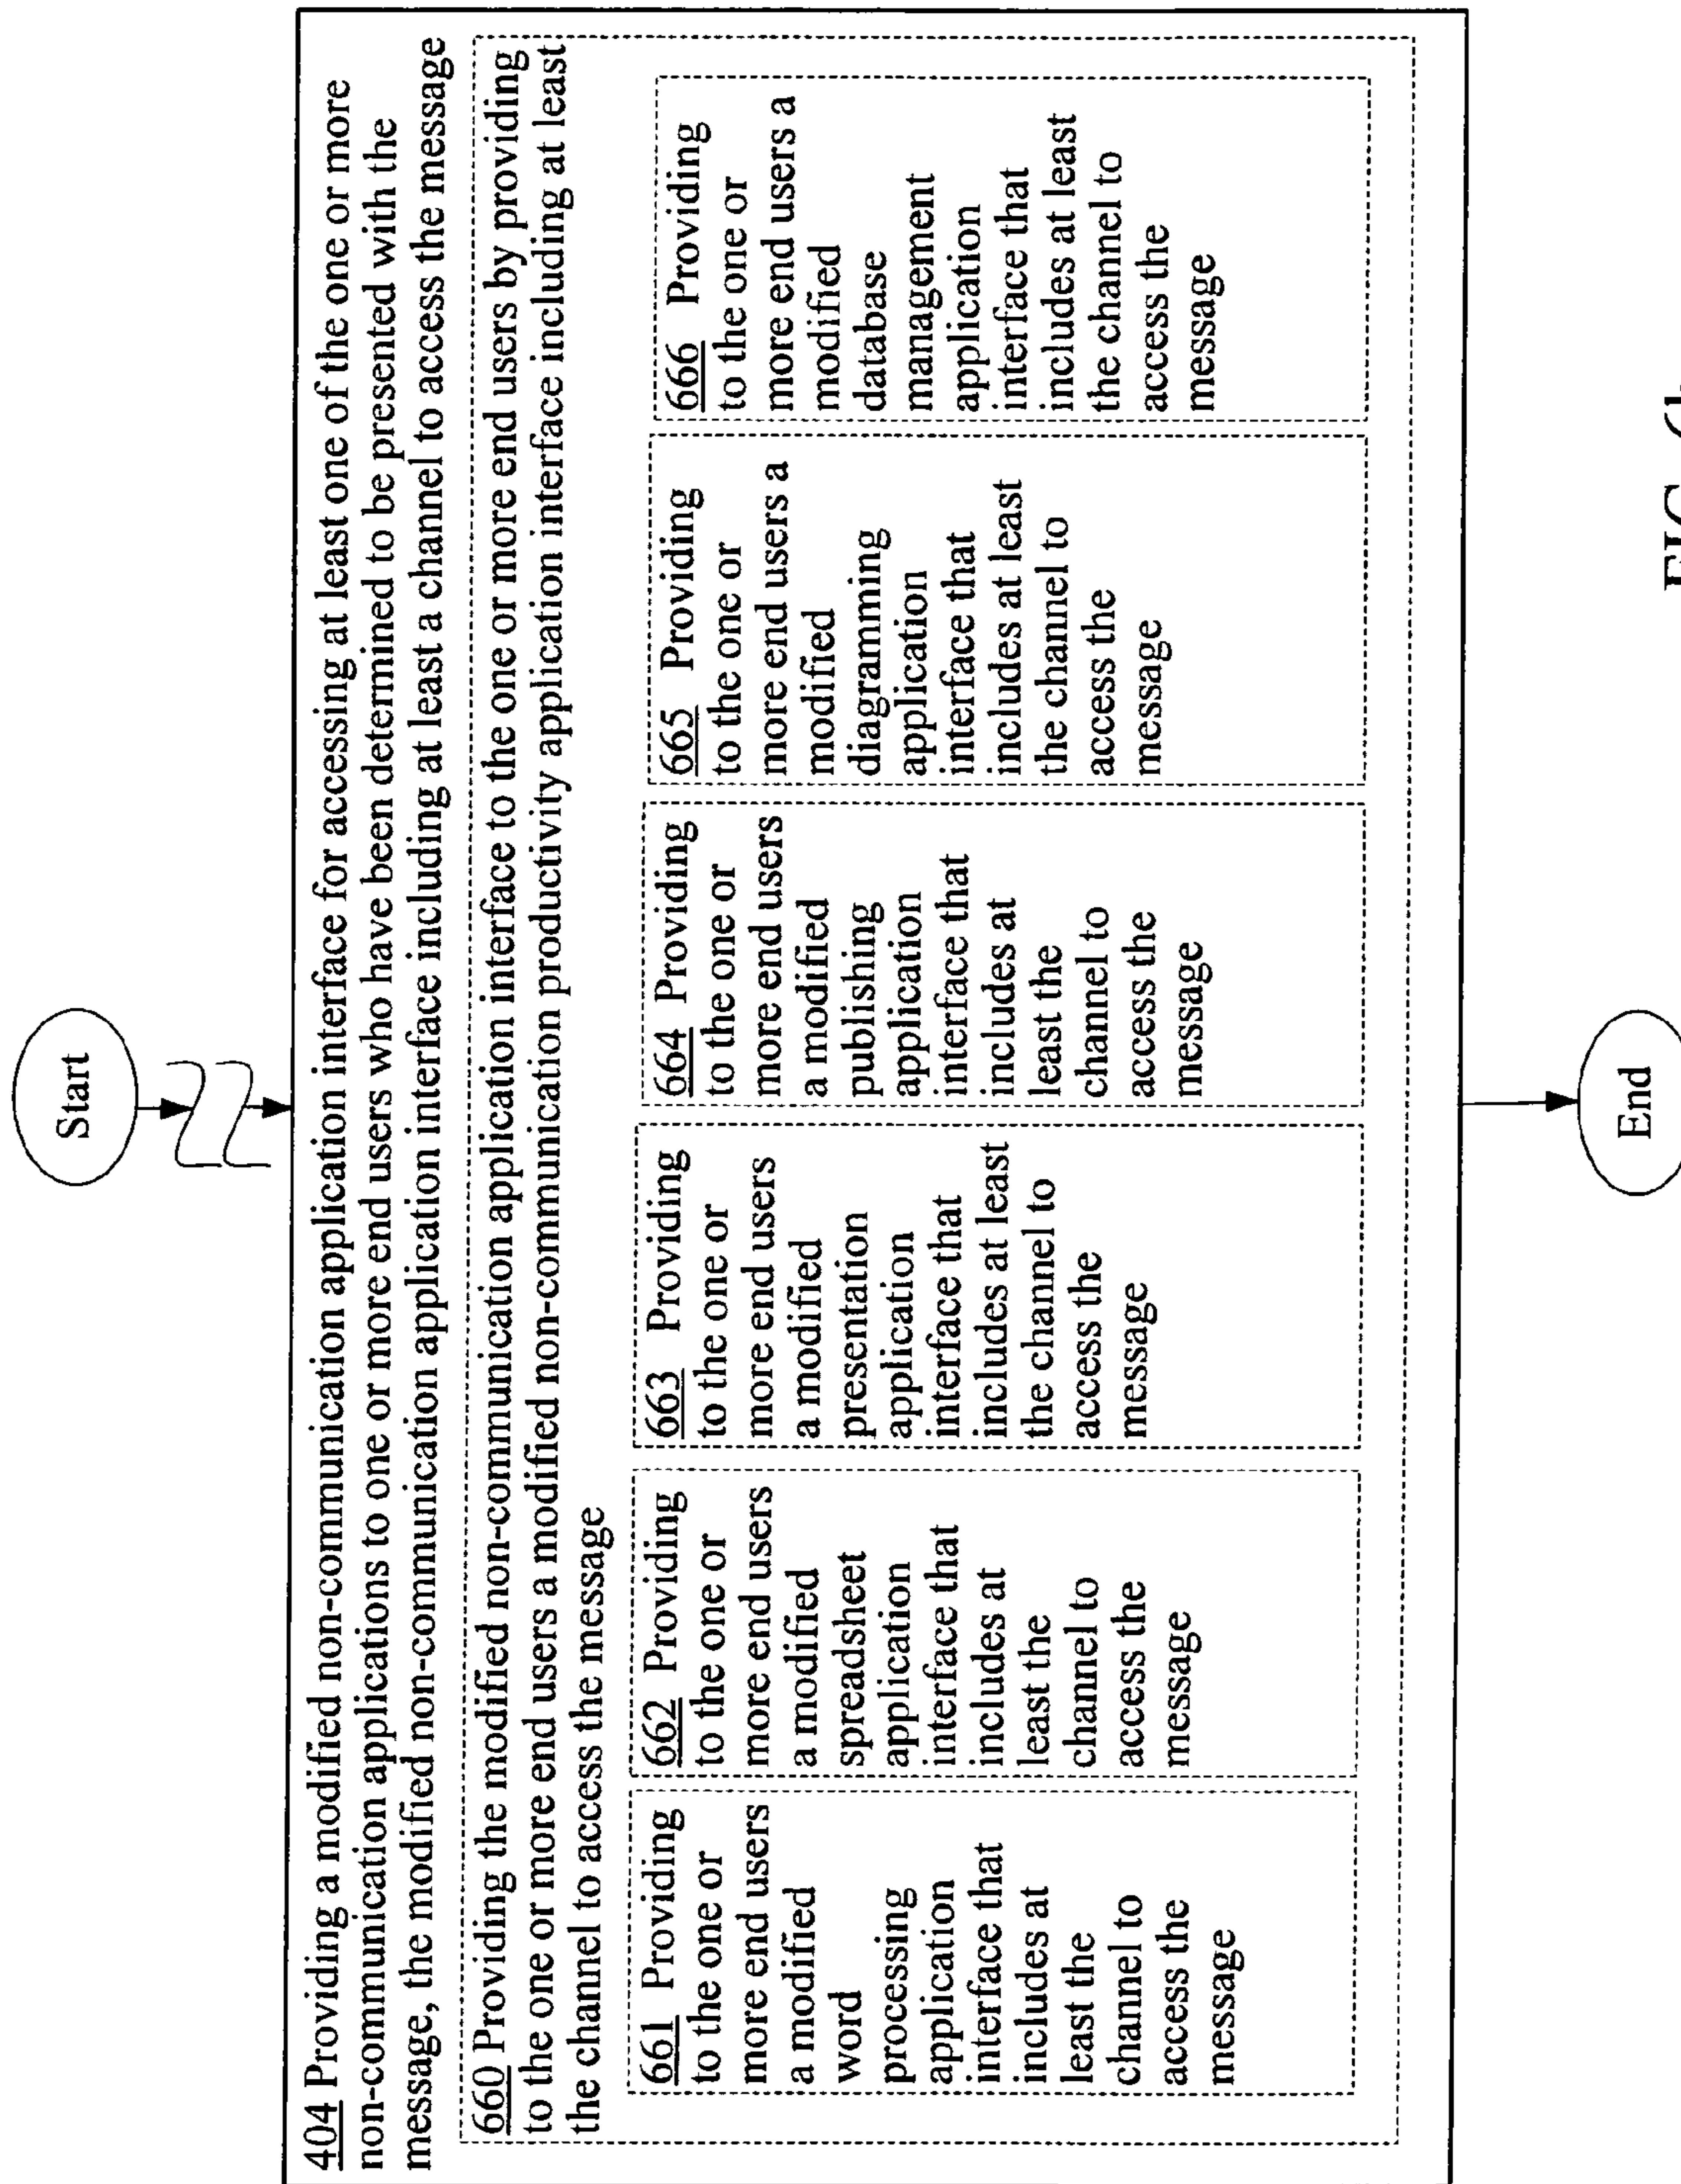 Start
404 Providing a modified non-communication application interface for accessing at least one of the one or more
non-communication applications to one or more end users who have been determined to be presented with the
message, the modified non-communication application interface including at least a channel to access the message
660 Providing the modified non-communication application interface to the one or more end users by providing
to the one or more end users a modified non-communication productivity application interface including at least
the channel to access the message
661 Providing
to the one or
more end users
a modified
word
processing
application
interface that
includes at
least the
channel to
access the
message
662 Providing
to the one or
more end users
a modified
spreadsheet
application
interface that
includes at
least the
channel to
access the
message
663 Providing
to the one or
more end users
a modified
presentation
application
interface that
includes at least
the channel to
access the
message
664 Providing
to the one or
more end users
a modified
publishing
application
interface that
includes at
least the
channel to
access the
message
665 Providing
to the one or
more end users a
modified
diagramming
application
interface that
includes at least
the channel to
access the
message
666 Providing
to the one or
more end users a
modified
database
management
application
interface that
includes at least
the channel to
access the
message
End